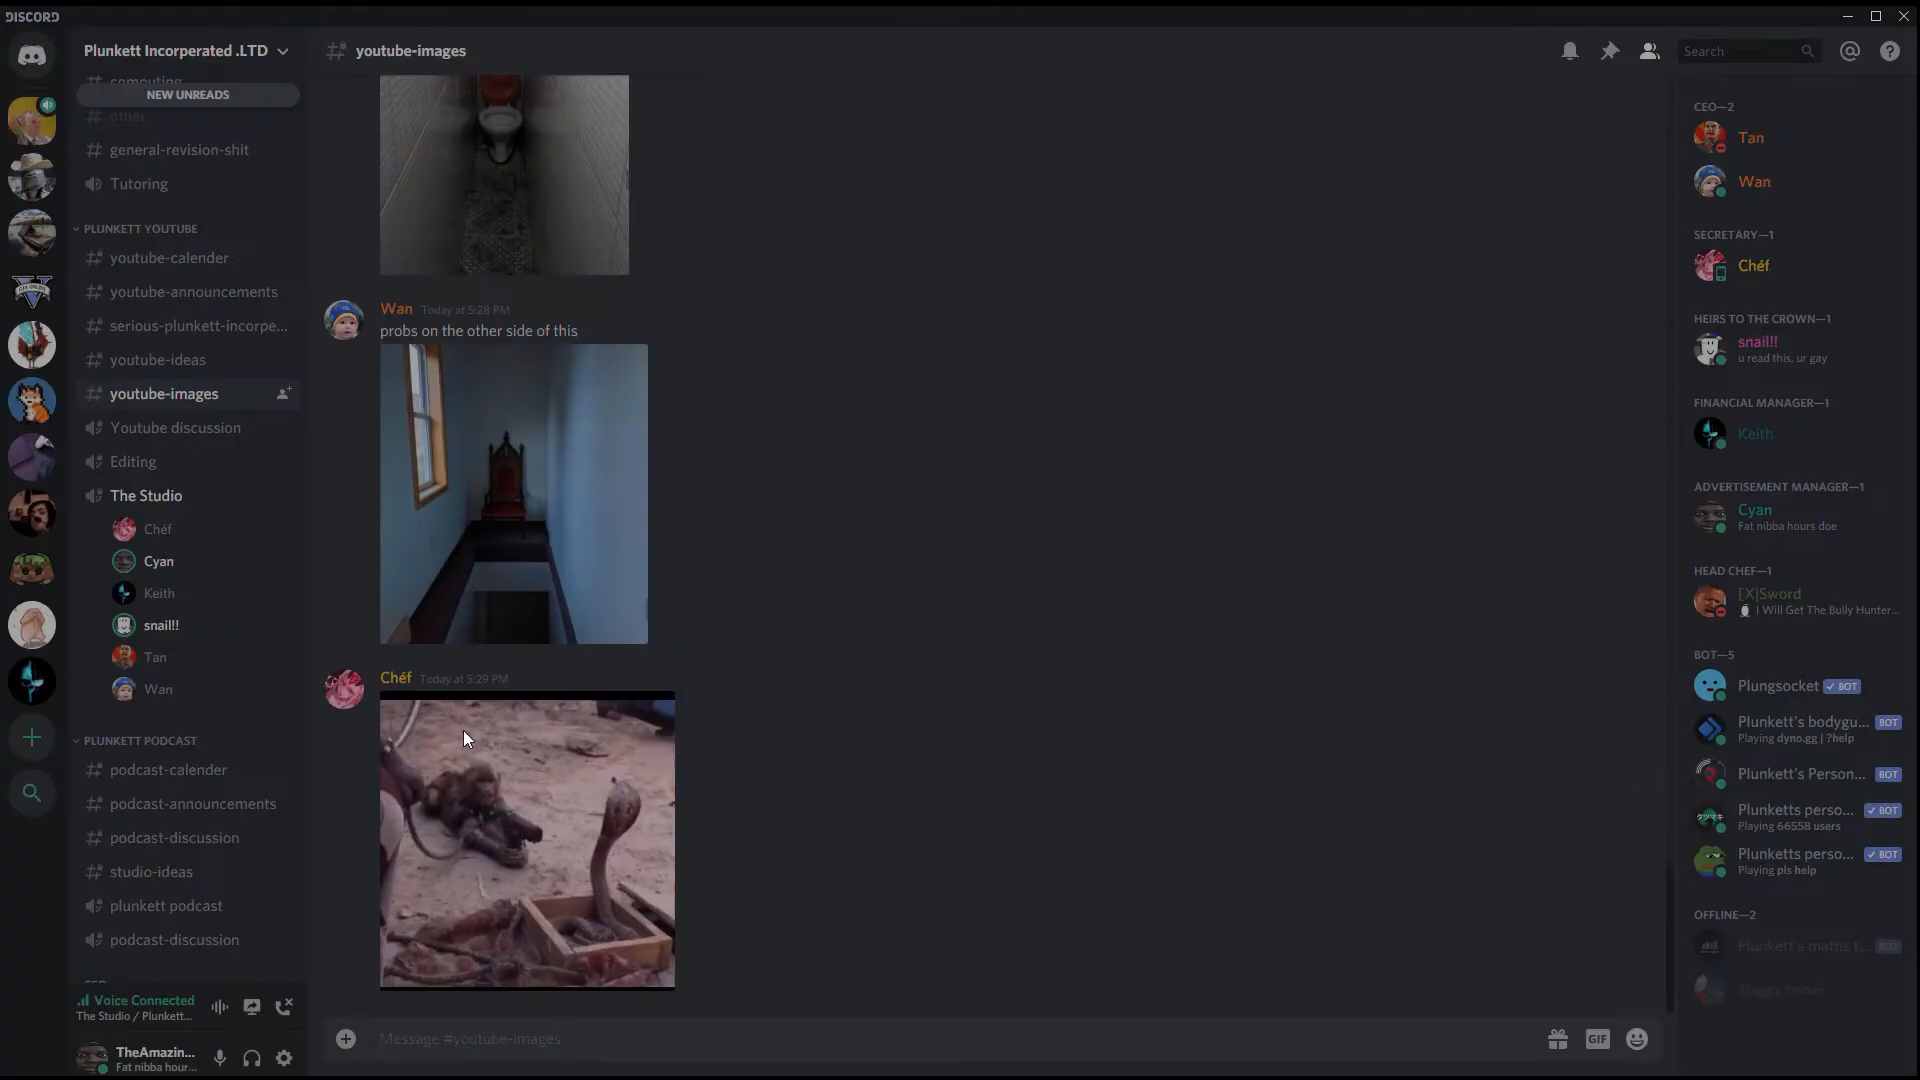 DISCORD
Plunkett Incorperated .LTD
computing
NEW UNREADS
other
general-revision-shit
Tutoring
PLUNKETT YOUTUBE
youtube-calender
youtube-announcements
serious-plunkett-incorpe...
youtube-ideas
youtube-images
Youtube discussion
Editing
The Studio
Chéf
Cyan
Keith
snail!!
Tan
Wan
PLUNKETT PODCAST
podcast-calender
podcast-announcements
podcast-discussion
studio-ideas
plunkett podcast
podcast-discussion
Voice Connected
The Studio / Plunkett...
TheAmazin...
Fat nibba hour...
youtube-images
Search
Wan Today at 5:28 PM
probs on the other side of this
Chéf Today at 5:29 PM
Message #youtube-images
GIF
CEO—2
Tan
Wan
SECRETARY—1
Chéf
HEIRS TO THE CROWN—1
snail!!
u read this, ur gay
FINANCIAL MANAGER—1
Keith
ADVERTISEMENT MANAGER—1
Cyan
Fat nibba hours doe
HEAD CHEF—1
[X]Sword
I Will Get The Bully Hunter...
BOT—5
Plungsocket BOT
Plunkett's bodygu... BOT
Playing dyno.gg | ?help
Plunkett's Person... BOT
Plunketts perso... BOT
Playing 66558 users
Plunketts perso... BOT
Playing pls help
OFFLINE—2
Plunkett's maths t... BOT